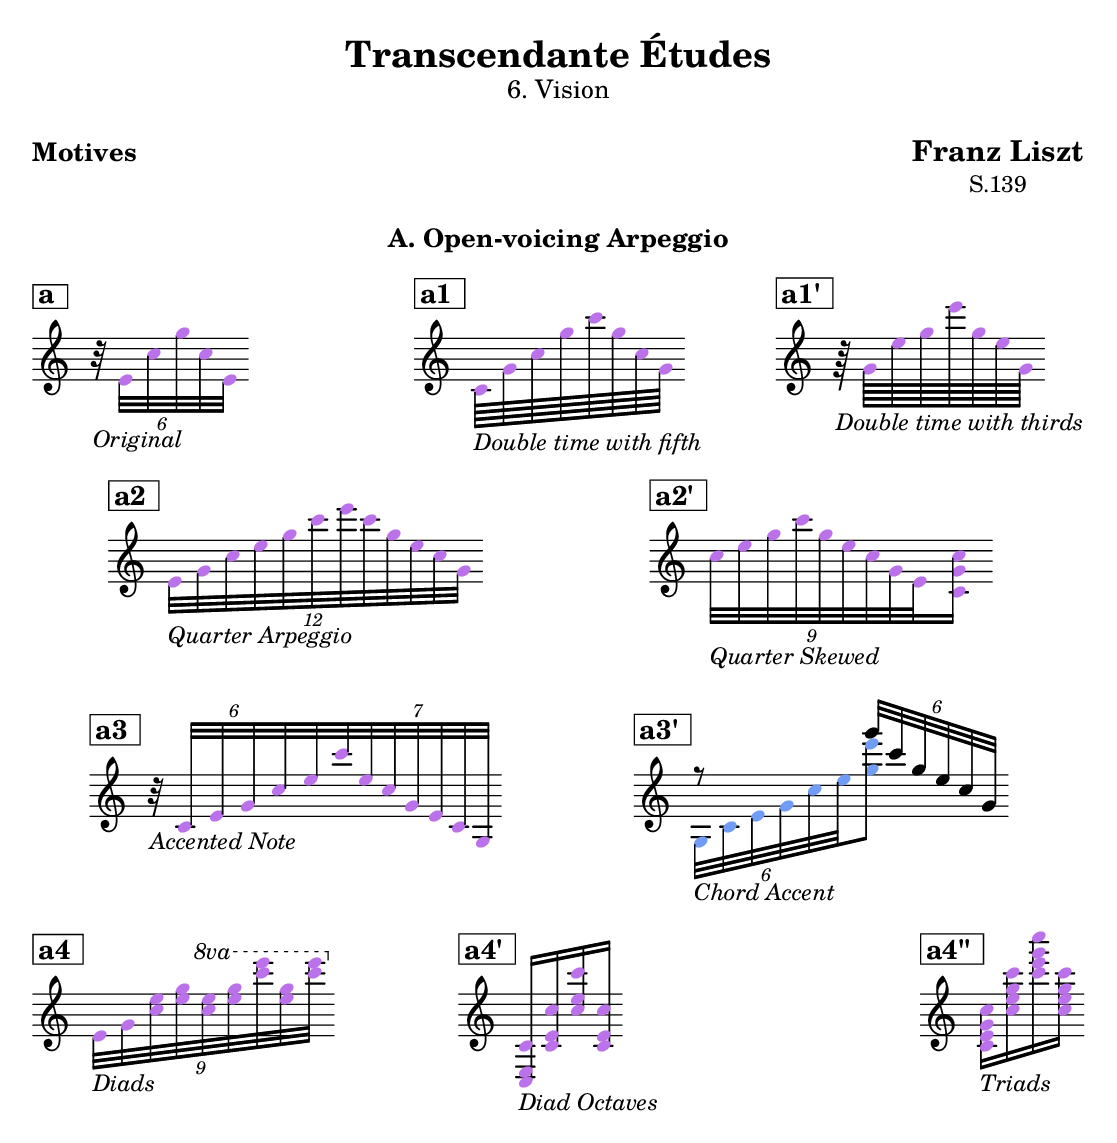 Transcendante Études
6. Vision
Motives
Franz Liszt
S.139
A. Open-voicing Arpeggio
a
a1
a1'
6
Original
Double time with fifth
Double time with thirds
a2
a2'
12
9
Quarter Arpeggio
Quarter Skewed
a3
6
7
a3'
6
Accented Note
6
Chord Accent
a4
8va
a4'
a4"
9
Diads
Diad Octaves
Triads